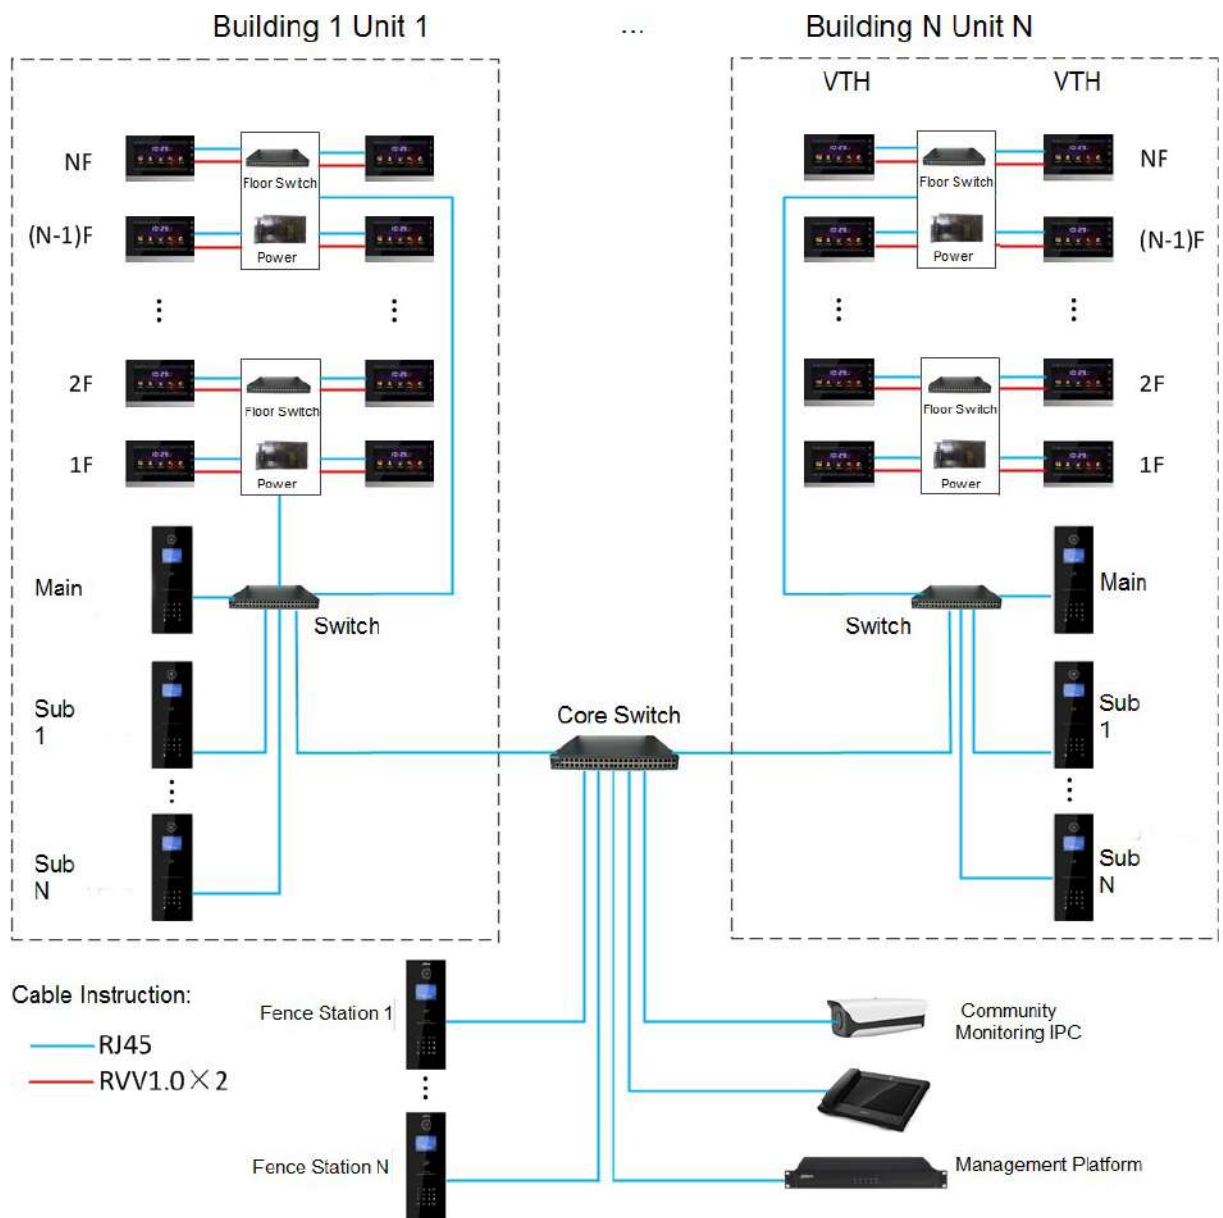 Building 1 Unit 1
...
Building N Unit N
VTH
VTH
NF
Floor Switch
(N-1)F
Power
2F
Floor Switch
1F
Power
Main
Switch
Sub
1
Sub
N
NF
Floor Switch
(N-1)F
Power
2F
Floor Switch
1F
Power
Main
Switch
Sub
1
Sub
N
Core Switch
Cable Instruction:
RJ45
RVV1.0×2
Fence Station 1
Fence Station N
Community
Monitoring IPC
Management Platform